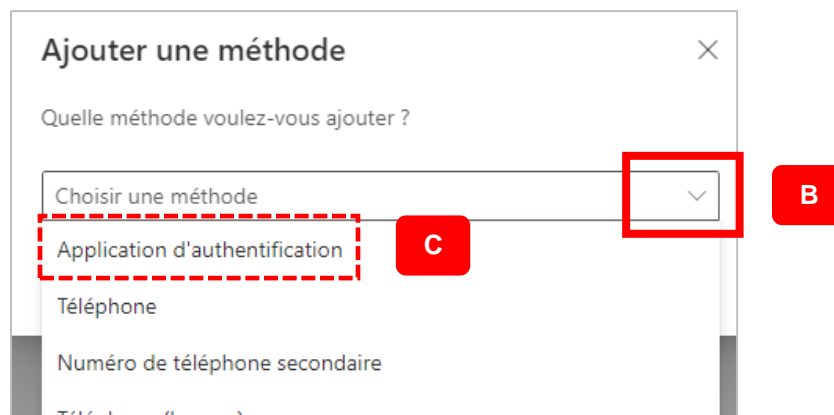 Ajouter une méthode
Quelle méthode voulez-vous ajouter ?
Choisir une méthode
B
Application d'authentification
C
Téléphone
Numéro de téléphone secondaire